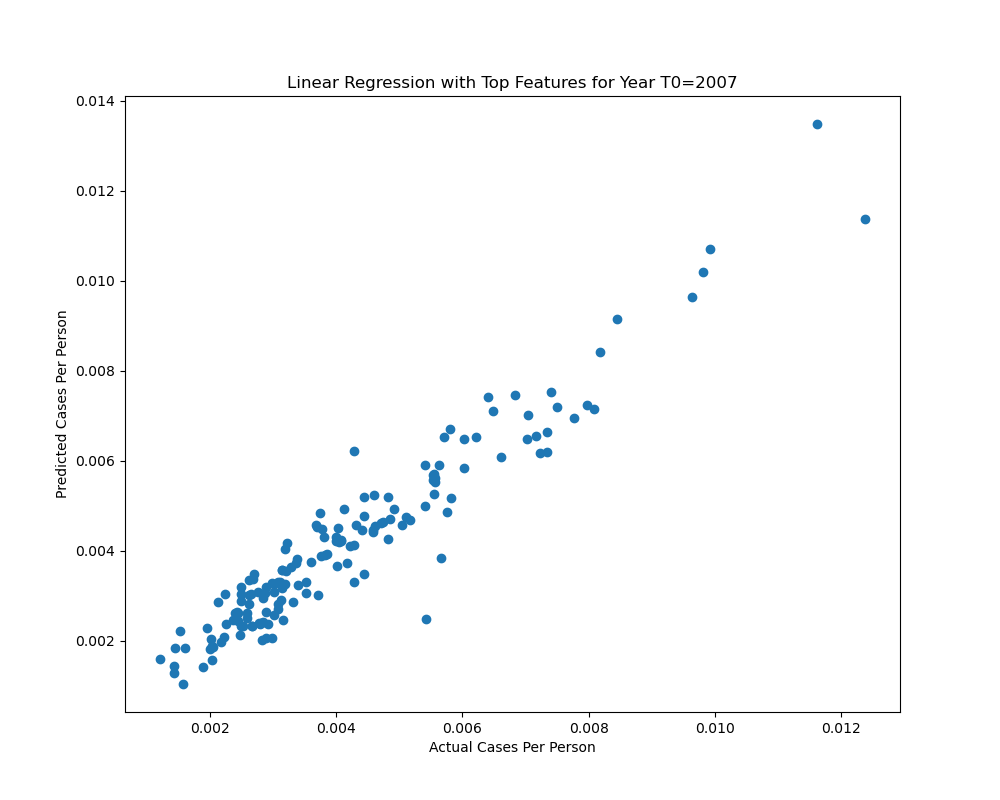 Linear Regression with Top Features for Year T0=2007
0.014
0.012
0.010
0.008
0.006
0.004
0.002
Predicted Cases Per Person
0.002 0.004 0.006 0.008 0.010 0.012
Actual Cases Per Person